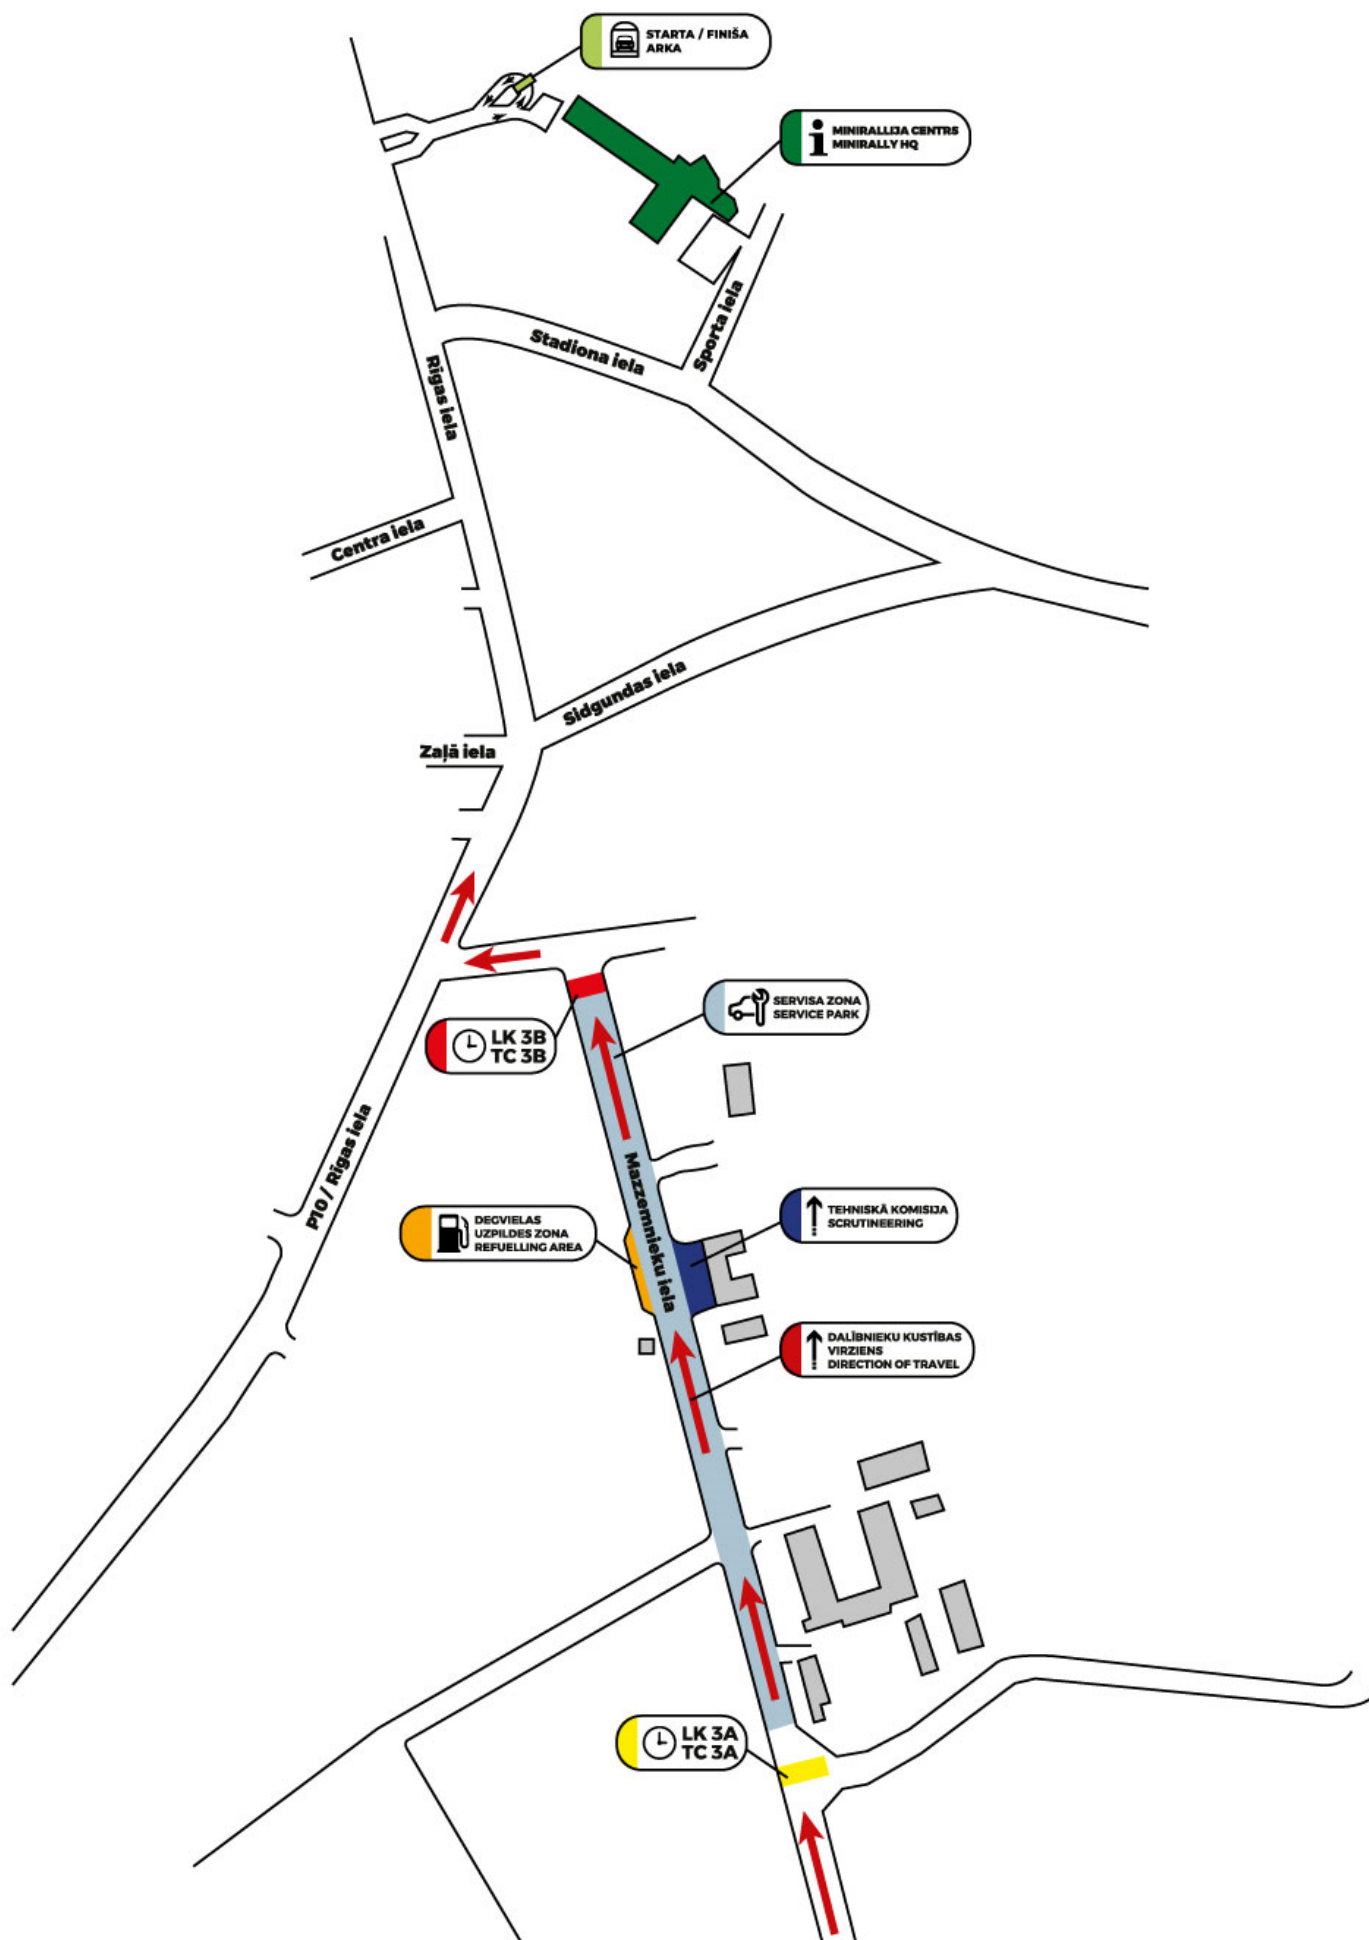 STARTA / FINIŠA
ARKA
MINIRALLIJA CENTRS
MINIRALLY HQ
Sporta iela
Stadiona iela
Rīgas iela
Centra iela
Sidgundas iela
Zaļā iela
SERVISA ZONA
SERVICE PARK
LK 3B
TC 3B
P10 / Rīgas iela
Mazzemnieku iela
TEHNISKĀ KOMISIJA
SCRUTINEERING
DEGVIELAS
UZPILDES ZONA
REFUELLING AREA
DALĪBNIEKU KUSTĪBAS
VIRZIENS
DIRECTION OF TRAVEL
LK 3A
TC 3A